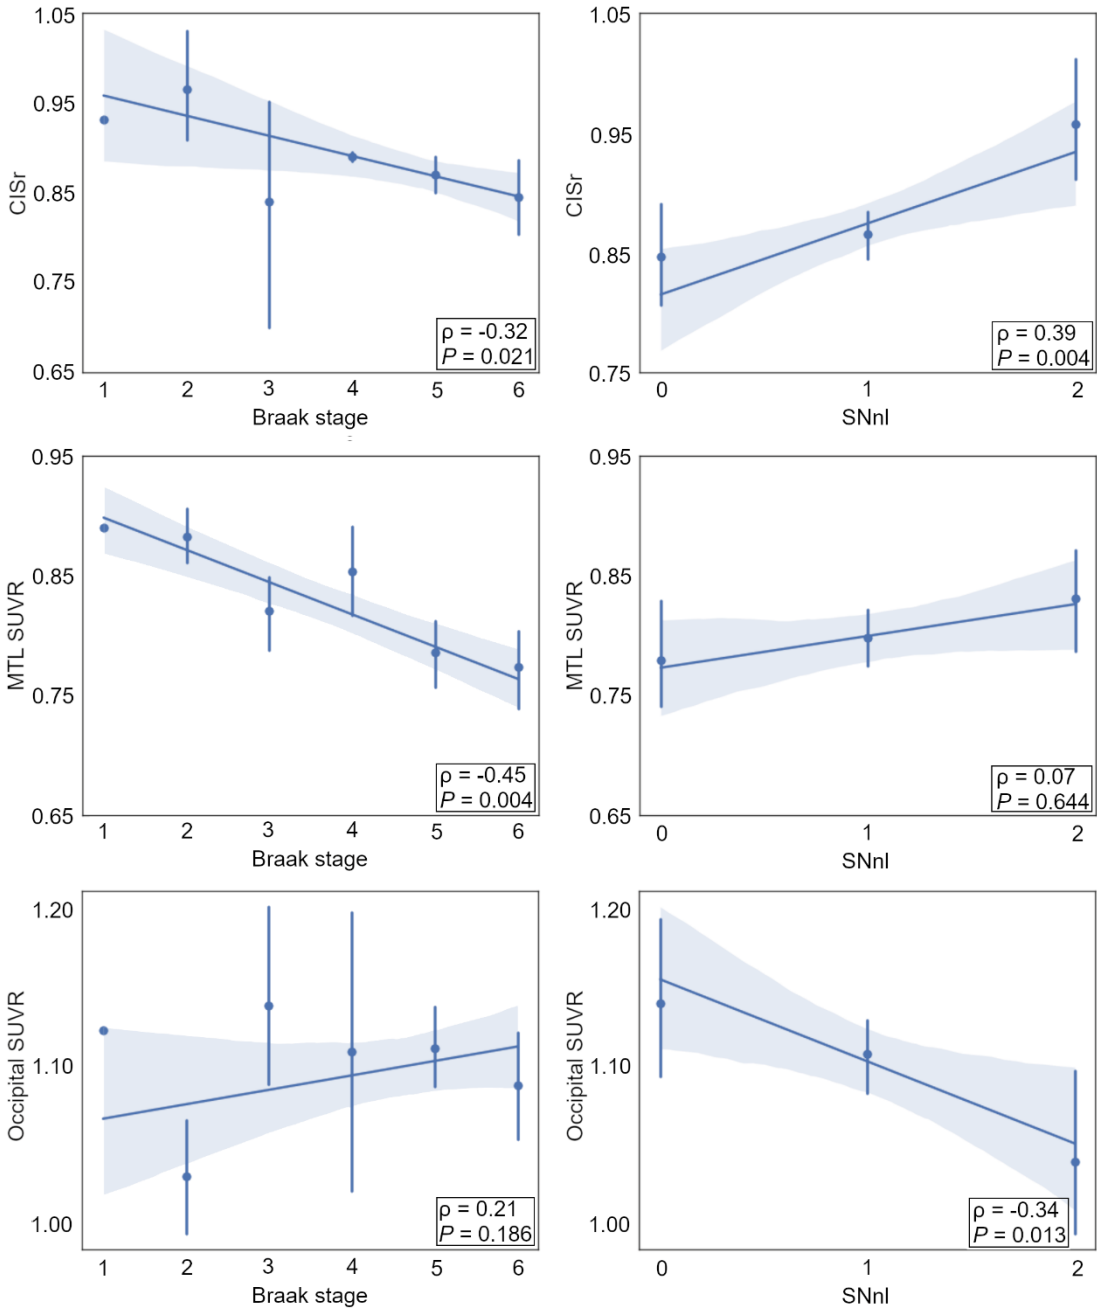 1.05
0.95
0.85
0.75
0.65
CISr
ρ = -0.32
P = 0.021
1 2 3 4 5 6
Braak stage
1.05
0.95
0.85
0.75
CISr
ρ = 0.39
P = 0.004
0 1 2
SNnl
0.95
0.85
0.75
0.65
MTL SUVR
ρ = -0.45
P = 0.004
1 2 3 4 5 6
Braak stage
0.95
0.85
0.75
0.65
MTL SUVR
ρ = 0.07
P = 0.644
0 1 2
SNnl
1.20
1.10
1.00
Occipital SUVR
ρ = 0.21
P = 0.186
1 2 3 4 5 6
Braak stage
1.20
1.10
1.00
Occipital SUVR
ρ = -0.34
P = 0.013
0 1 2
SNnl